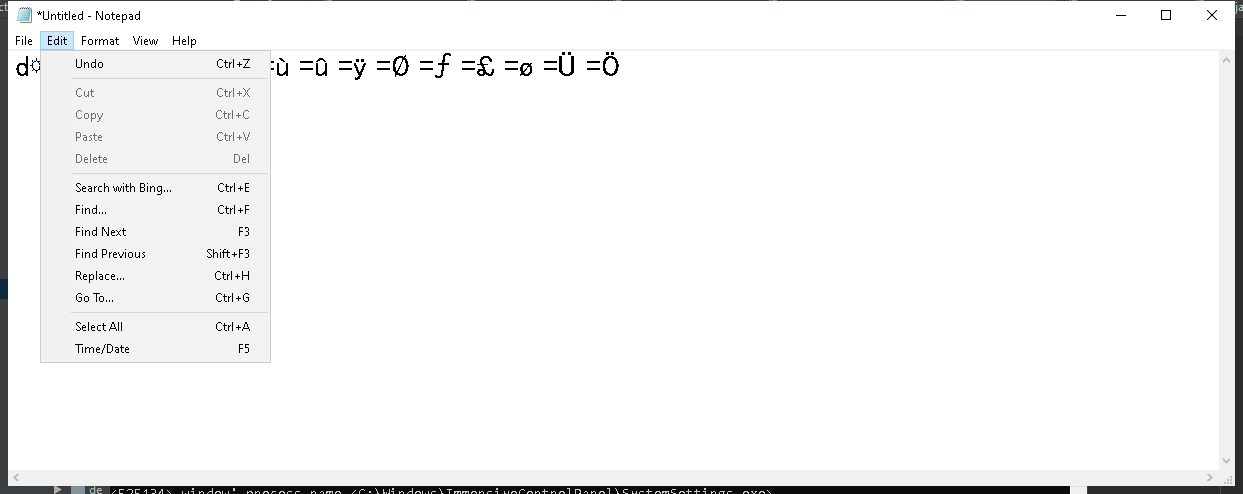 *Untitled - Notepad
File Edit Format View Help
d¤ =ù =û =ÿ =Ø =ƒ =£ =ø =Ü =Ö
Undo Ctrl+Z
Cut Ctrl+X
Copy Ctrl+C
Paste Ctrl+V
Delete Del
Search with Bing... Ctrl+E
Find... Ctrl+F
Find Next F3
Find Previous Shift+F3
Replace... Ctrl+H
Go To... Ctrl+G
Select All Ctrl+A
Time/Date F5
de <525134> window' process name <C:\Windows\ImmersiveControlPanel\SystemSettings.exe>